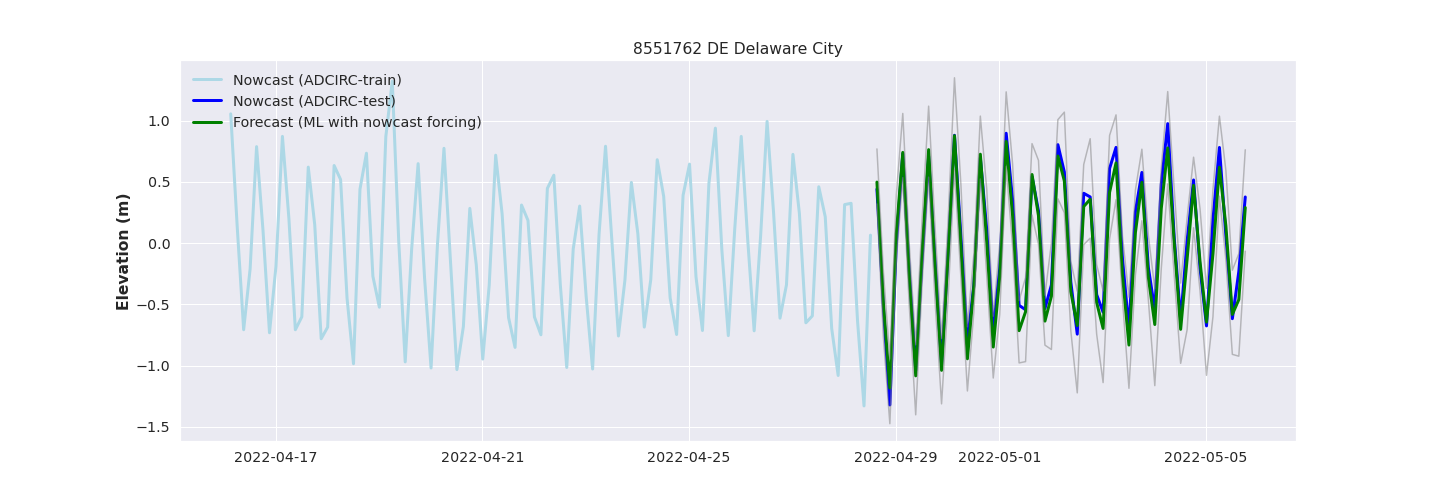 8551762 DE Delaware City
Nowcast (ADCIRC-train)
Nowcast (ADCIRC-test)
Forecast (ML with nowcast forcing)
Elevation (m)
1.0
0.5
0.0
−0.5
−1.0
−1.5
2022-04-17
2022-04-21
2022-04-25
2022-04-29
2022-05-01
2022-05-05